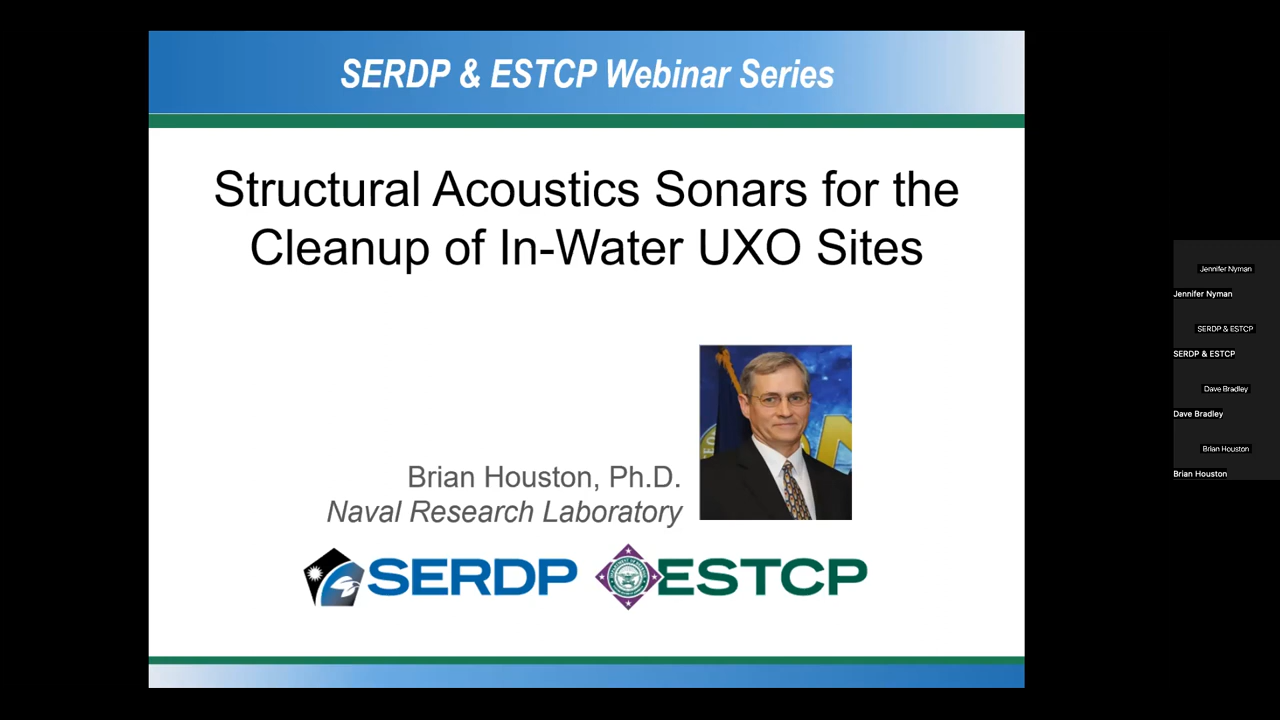 SERDP & ESTCP Webinar Series
Structural Acoustics Sonars for the
Cleanup of In-Water UXO Sites
Brian Houston, Ph.D.
Naval Research Laboratory
SERDP
ESTCP
Jennifer Nyman
Jennifer Nyman
SERDP & ESTCP
SERDP & ESTCP
Dave Bradley
Dave Bradley
Brian Houston
Brian Houston